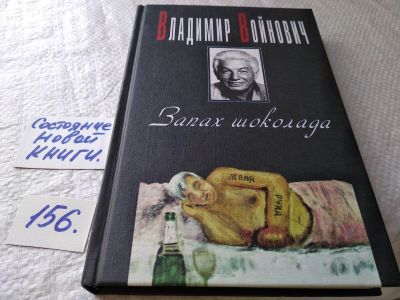 Владимир Войнович
Запах шоколада
ЛЕВАЯ
РУКА
Состояние
новой
книги.
156.